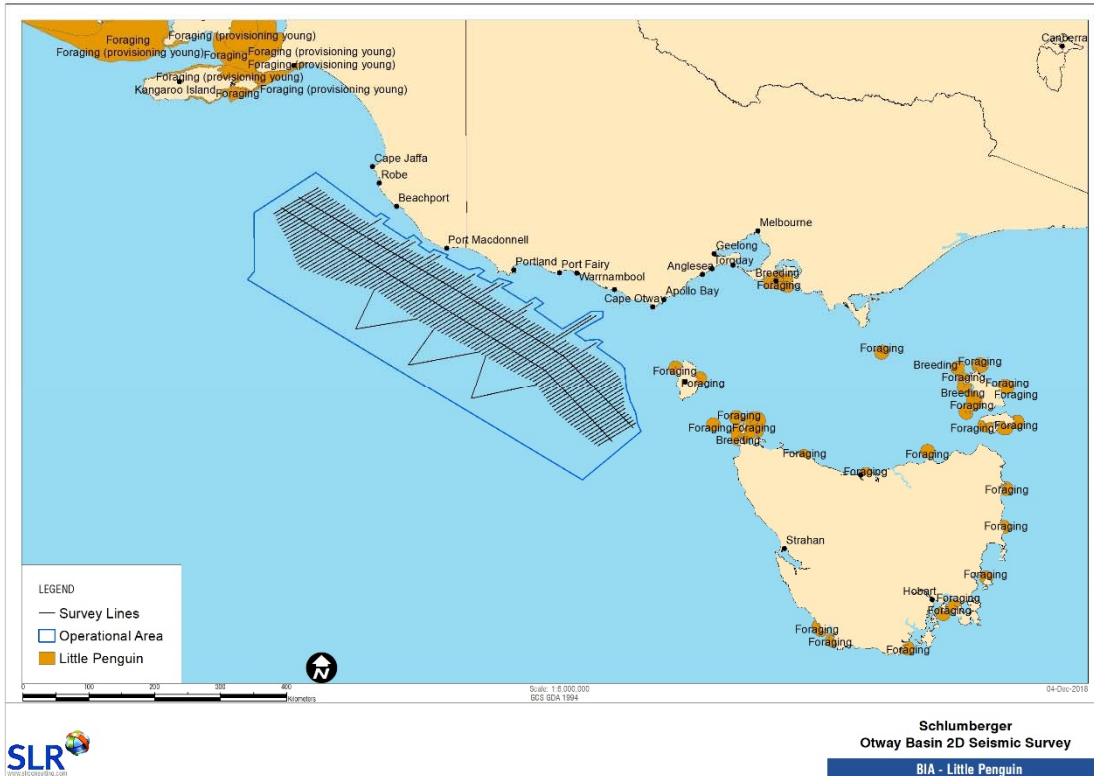 Canberra
Foraging
Foraging (provisioning young)
Foraging (provisioning young)
Foraging
Foraging (provisioning young)
Foraging (provisioning young)
Foraging (provisioning young)
Kangaroo Island
Foraging
Foraging (provisioning young)
Cape Jaffa
Robe
Beachport
Port Macdonnell
Portland
Port Fairy
Warrnambool
Cape Otway
Apollo Bay
Anglesea
Torquay
Geelong
Melbourne
Breeding
Foraging
Foraging
Foraging
Foraging
Breeding
Foraging
Foraging
Foraging
Foraging
Breeding
Foraging
Foraging
Foraging
Foraging
Foraging
Foraging
Breeding
Foraging
Foraging
Foraging
Foraging
Foraging
Strahan
Foraging
Hobart
Foraging
Foraging
Foraging
Foraging
Foraging
LEGEND
Survey Lines
Operational Area
Little Penguin
N
0 100 200 300 400
Kilometers
Scale: 1:6,000,000
GCS GDA 1994
04-Dec-2018
SLR
www.slrconsulting.com
Schlumberger
Otway Basin 2D Seismic Survey
BIA - Little Penguin